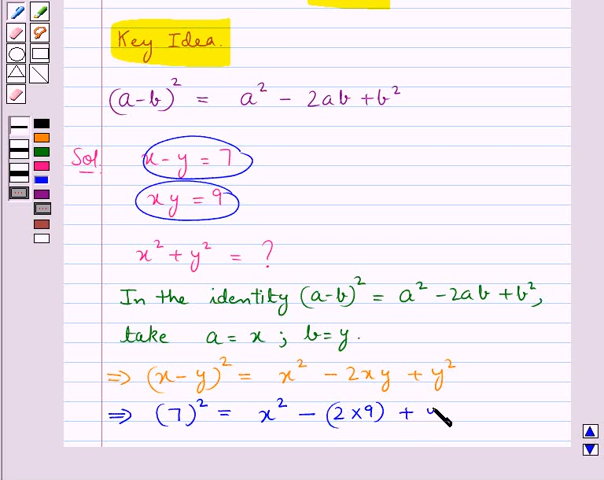 Key Idea.
(a-b)² = a² - 2ab + b²
Sol. x - y = 7
xy = 9
x² + y² = ?
In the identity (a-b)² = a² - 2ab + b²,
take a = x ; b = y.
⇒ (x - y)² = x² - 2xy + y²
⇒ (7)² = x² - (2×9) +